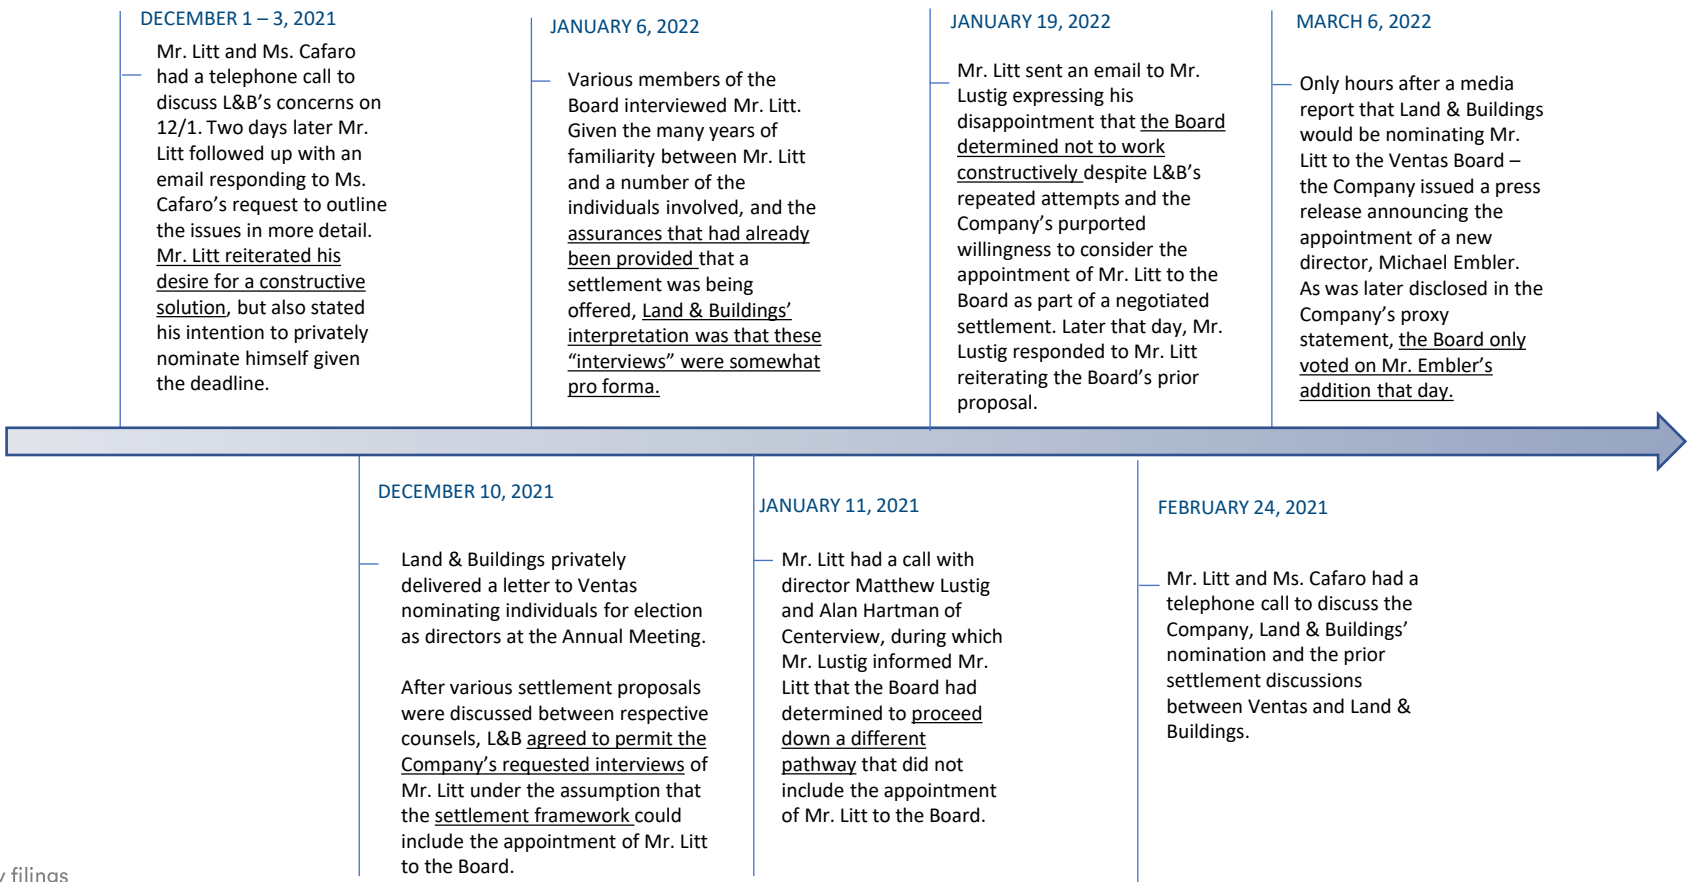 DECEMBER 1 – 3, 2021
Mr. Litt and Ms. Cafaro
had a telephone call to
discuss L&B’s concerns on
12/1. Two days later Mr.
Litt followed up with an
email responding to Ms.
Cafaro’s request to outline
the issues in more detail.
Mr. Litt reiterated his
desire for a constructive
solution, but also stated
his intention to privately
nominate himself given
the deadline.
JANUARY 6, 2022
Various members of the
Board interviewed Mr. Litt.
Given the many years of
familiarity between Mr. Litt
and a number of the
individuals involved, and the
assurances that had already
been provided that a
settlement was being
offered, Land & Buildings’
interpretation was that these
“interviews” were somewhat
pro forma.
JANUARY 19, 2022
Mr. Litt sent an email to Mr.
Lustig expressing his
disappointment that the Board
determined not to work
constructively despite L&B’s
repeated attempts and the
Company’s purported
willingness to consider the
appointment of Mr. Litt to the
Board as part of a negotiated
settlement. Later that day, Mr.
Lustig responded to Mr. Litt
reiterating the Board’s prior
proposal.
MARCH 6, 2022
Only hours after a media
report that Land & Buildings
would be nominating Mr.
Litt to the Ventas Board –
the Company issued a press
release announcing the
appointment of a new
director, Michael Embler.
As was later disclosed in the
Company’s proxy
statement, the Board only
voted on Mr. Embler’s
addition that day.
DECEMBER 10, 2021
Land & Buildings privately
delivered a letter to Ventas
nominating individuals for election
as directors at the Annual Meeting.
After various settlement proposals
were discussed between respective
counsels, L&B agreed to permit the
Company’s requested interviews of
Mr. Litt under the assumption that
the settlement framework could
include the appointment of Mr. Litt
to the Board.
JANUARY 11, 2021
Mr. Litt had a call with
director Matthew Lustig
and Alan Hartman of
Centerview, during which
Mr. Lustig informed Mr.
Litt that the Board had
determined to proceed
down a different
pathway that did not
include the appointment
of Mr. Litt to the Board.
FEBRUARY 24, 2021
Mr. Litt and Ms. Cafaro had a
telephone call to discuss the
Company, Land & Buildings’
nomination and the prior
settlement discussions
between Ventas and Land &
Buildings.
filings